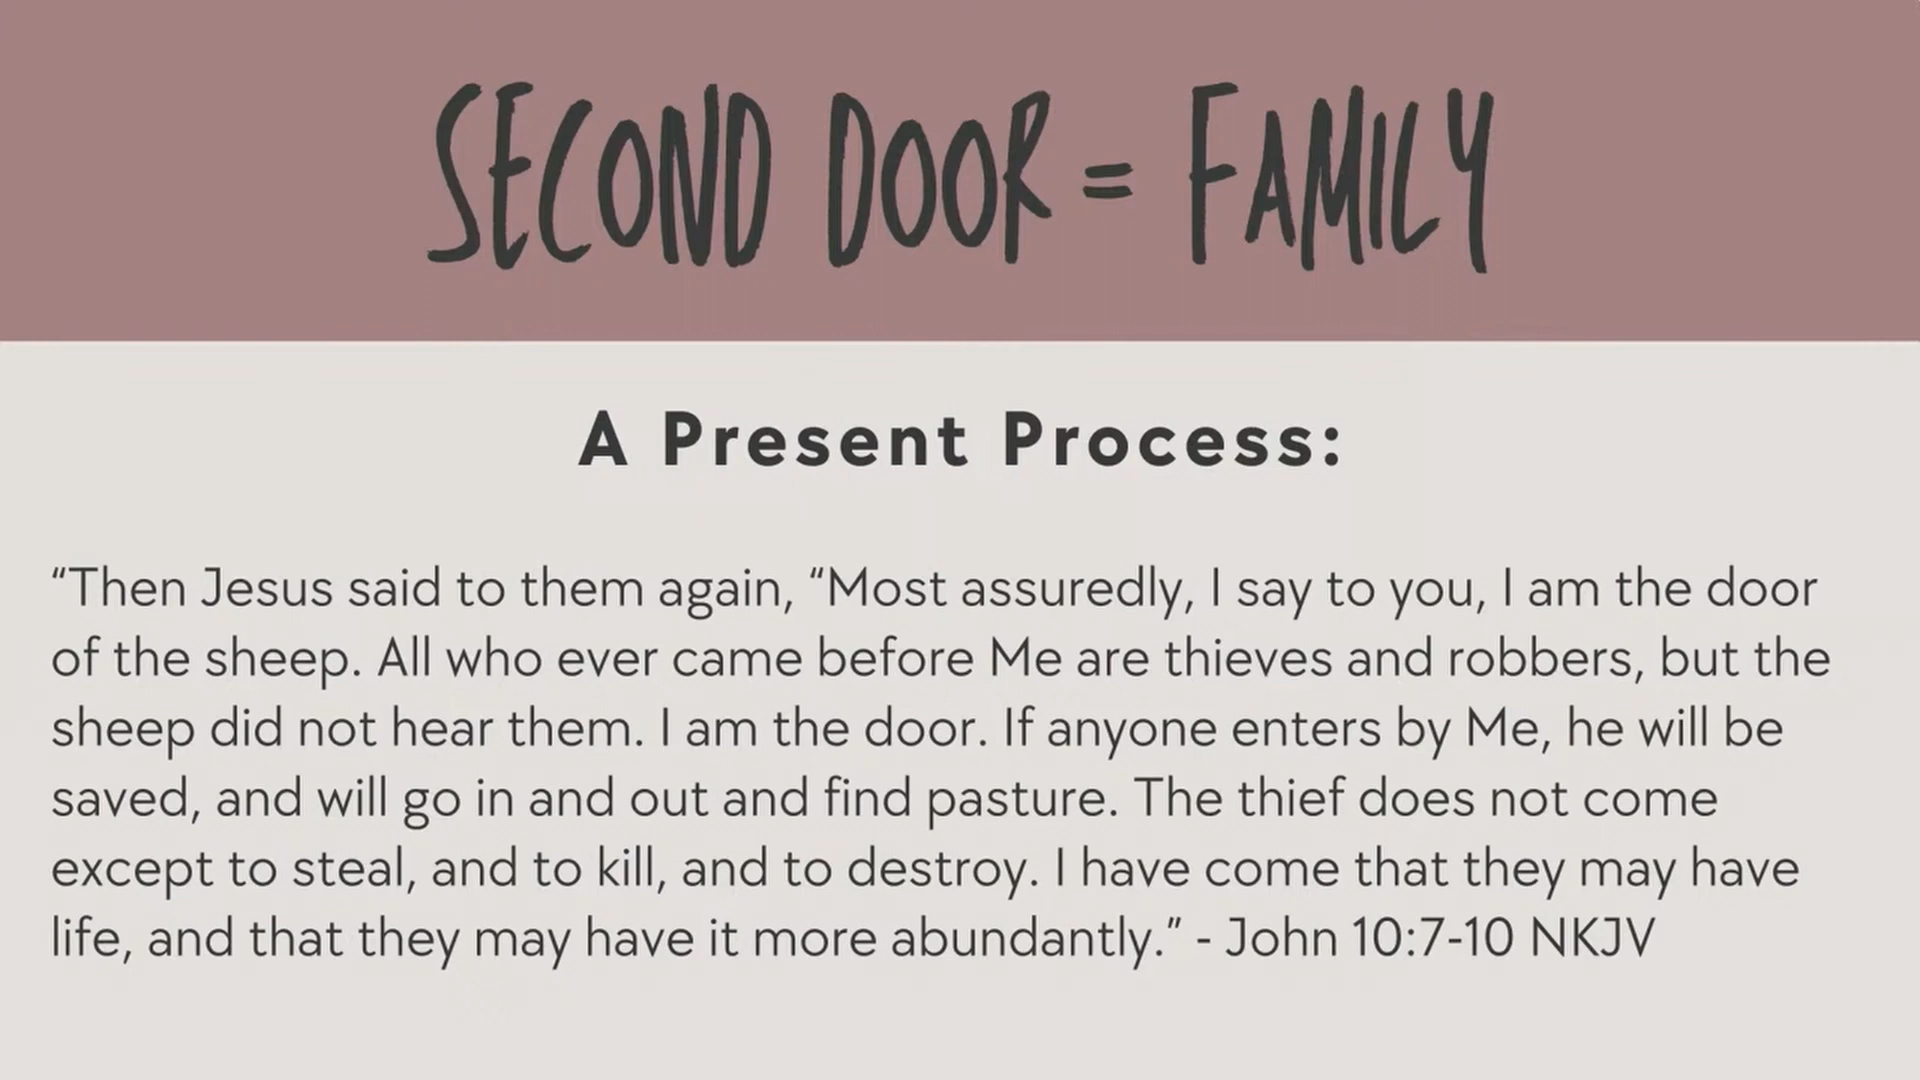 SECOND DOOR = FAMILY
A Present Process:
“Then Jesus said to them again, “Most assuredly, I say to you, I am the door
of the sheep. All who ever came before Me are thieves and robbers, but the
sheep did not hear them. I am the door. If anyone enters by Me, he will be
saved, and will go in and out and find pasture. The thief does not come
except to steal, and to kill, and to destroy. I have come that they may have
life, and that they may have it more abundantly.” - John 10:7-10 NKJV